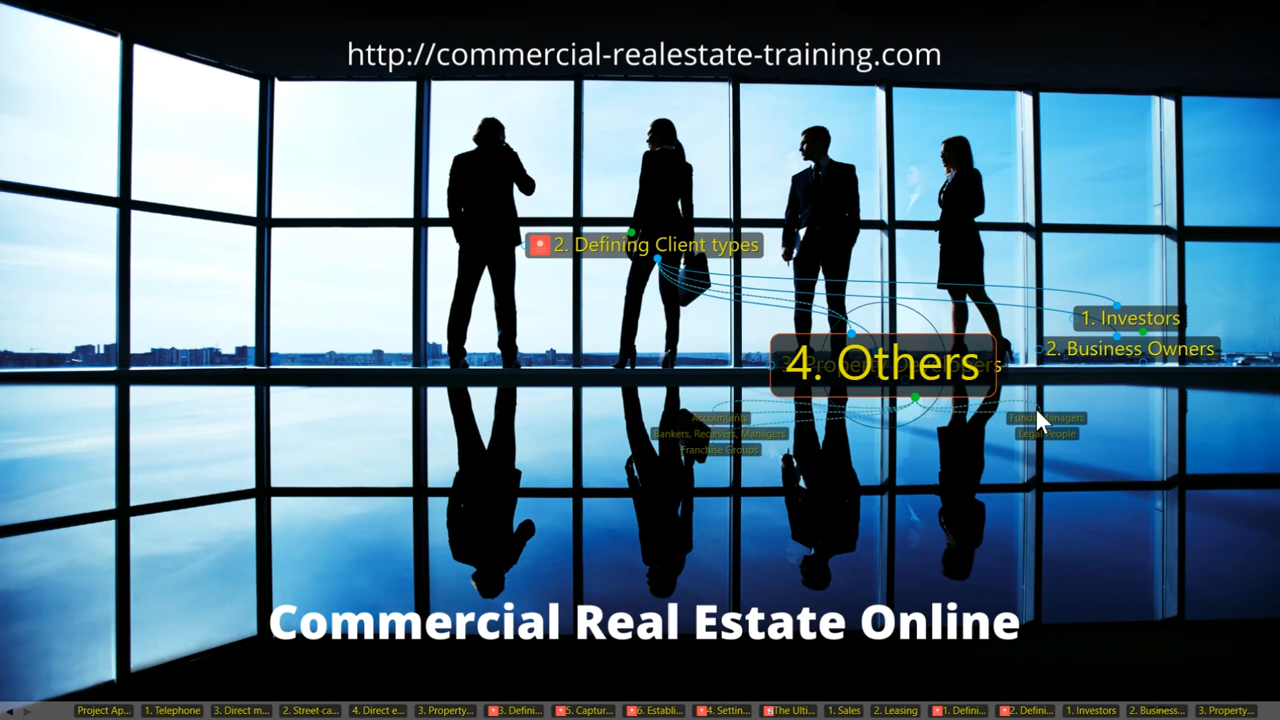 http://commercial-realestate-training.com
2. Defining Client types
1. Investors
2. Business Owners
4. Others
Accountants
Bankers, Recievers, Managers
Franchise Groups
Funds Managers
Legal People
Commercial Real Estate Online
Project Ap... 1. Telephone 3. Direct m... 2. Street ca... 4. Direct e... 3. Property... 3. Defini... 5. Captur... 6. Establi... 4. Settin... The Ulti... 1. Sales 2. Leasing 1. Defini... 2. Defini... 1. Investors 2. Business... 3. Property...